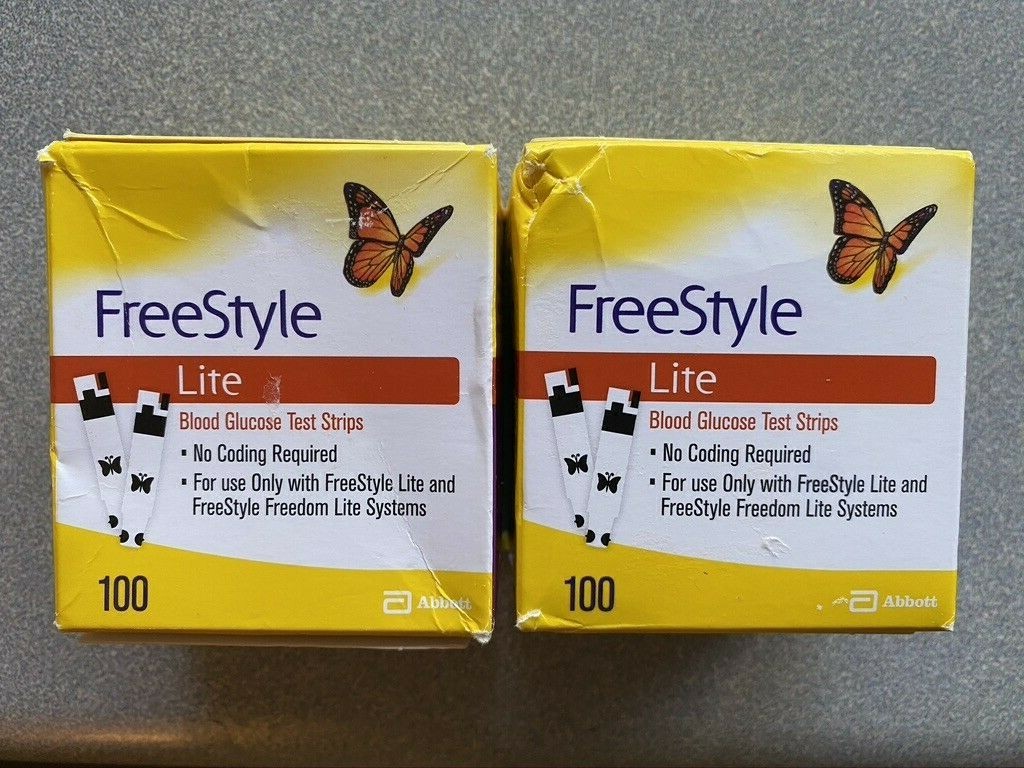 FreeStyle
Lite
Blood Glucose Test Strips
▪ No Coding Required
▪ For use Only with FreeStyle Lite and
FreeStyle Freedom Lite Systems
100
Abbott
FreeStyle
Lite
Blood Glucose Test Strips
▪ No Coding Required
▪ For use Only with FreeStyle Lite and
FreeStyle Freedom Lite Systems
100
Abbott